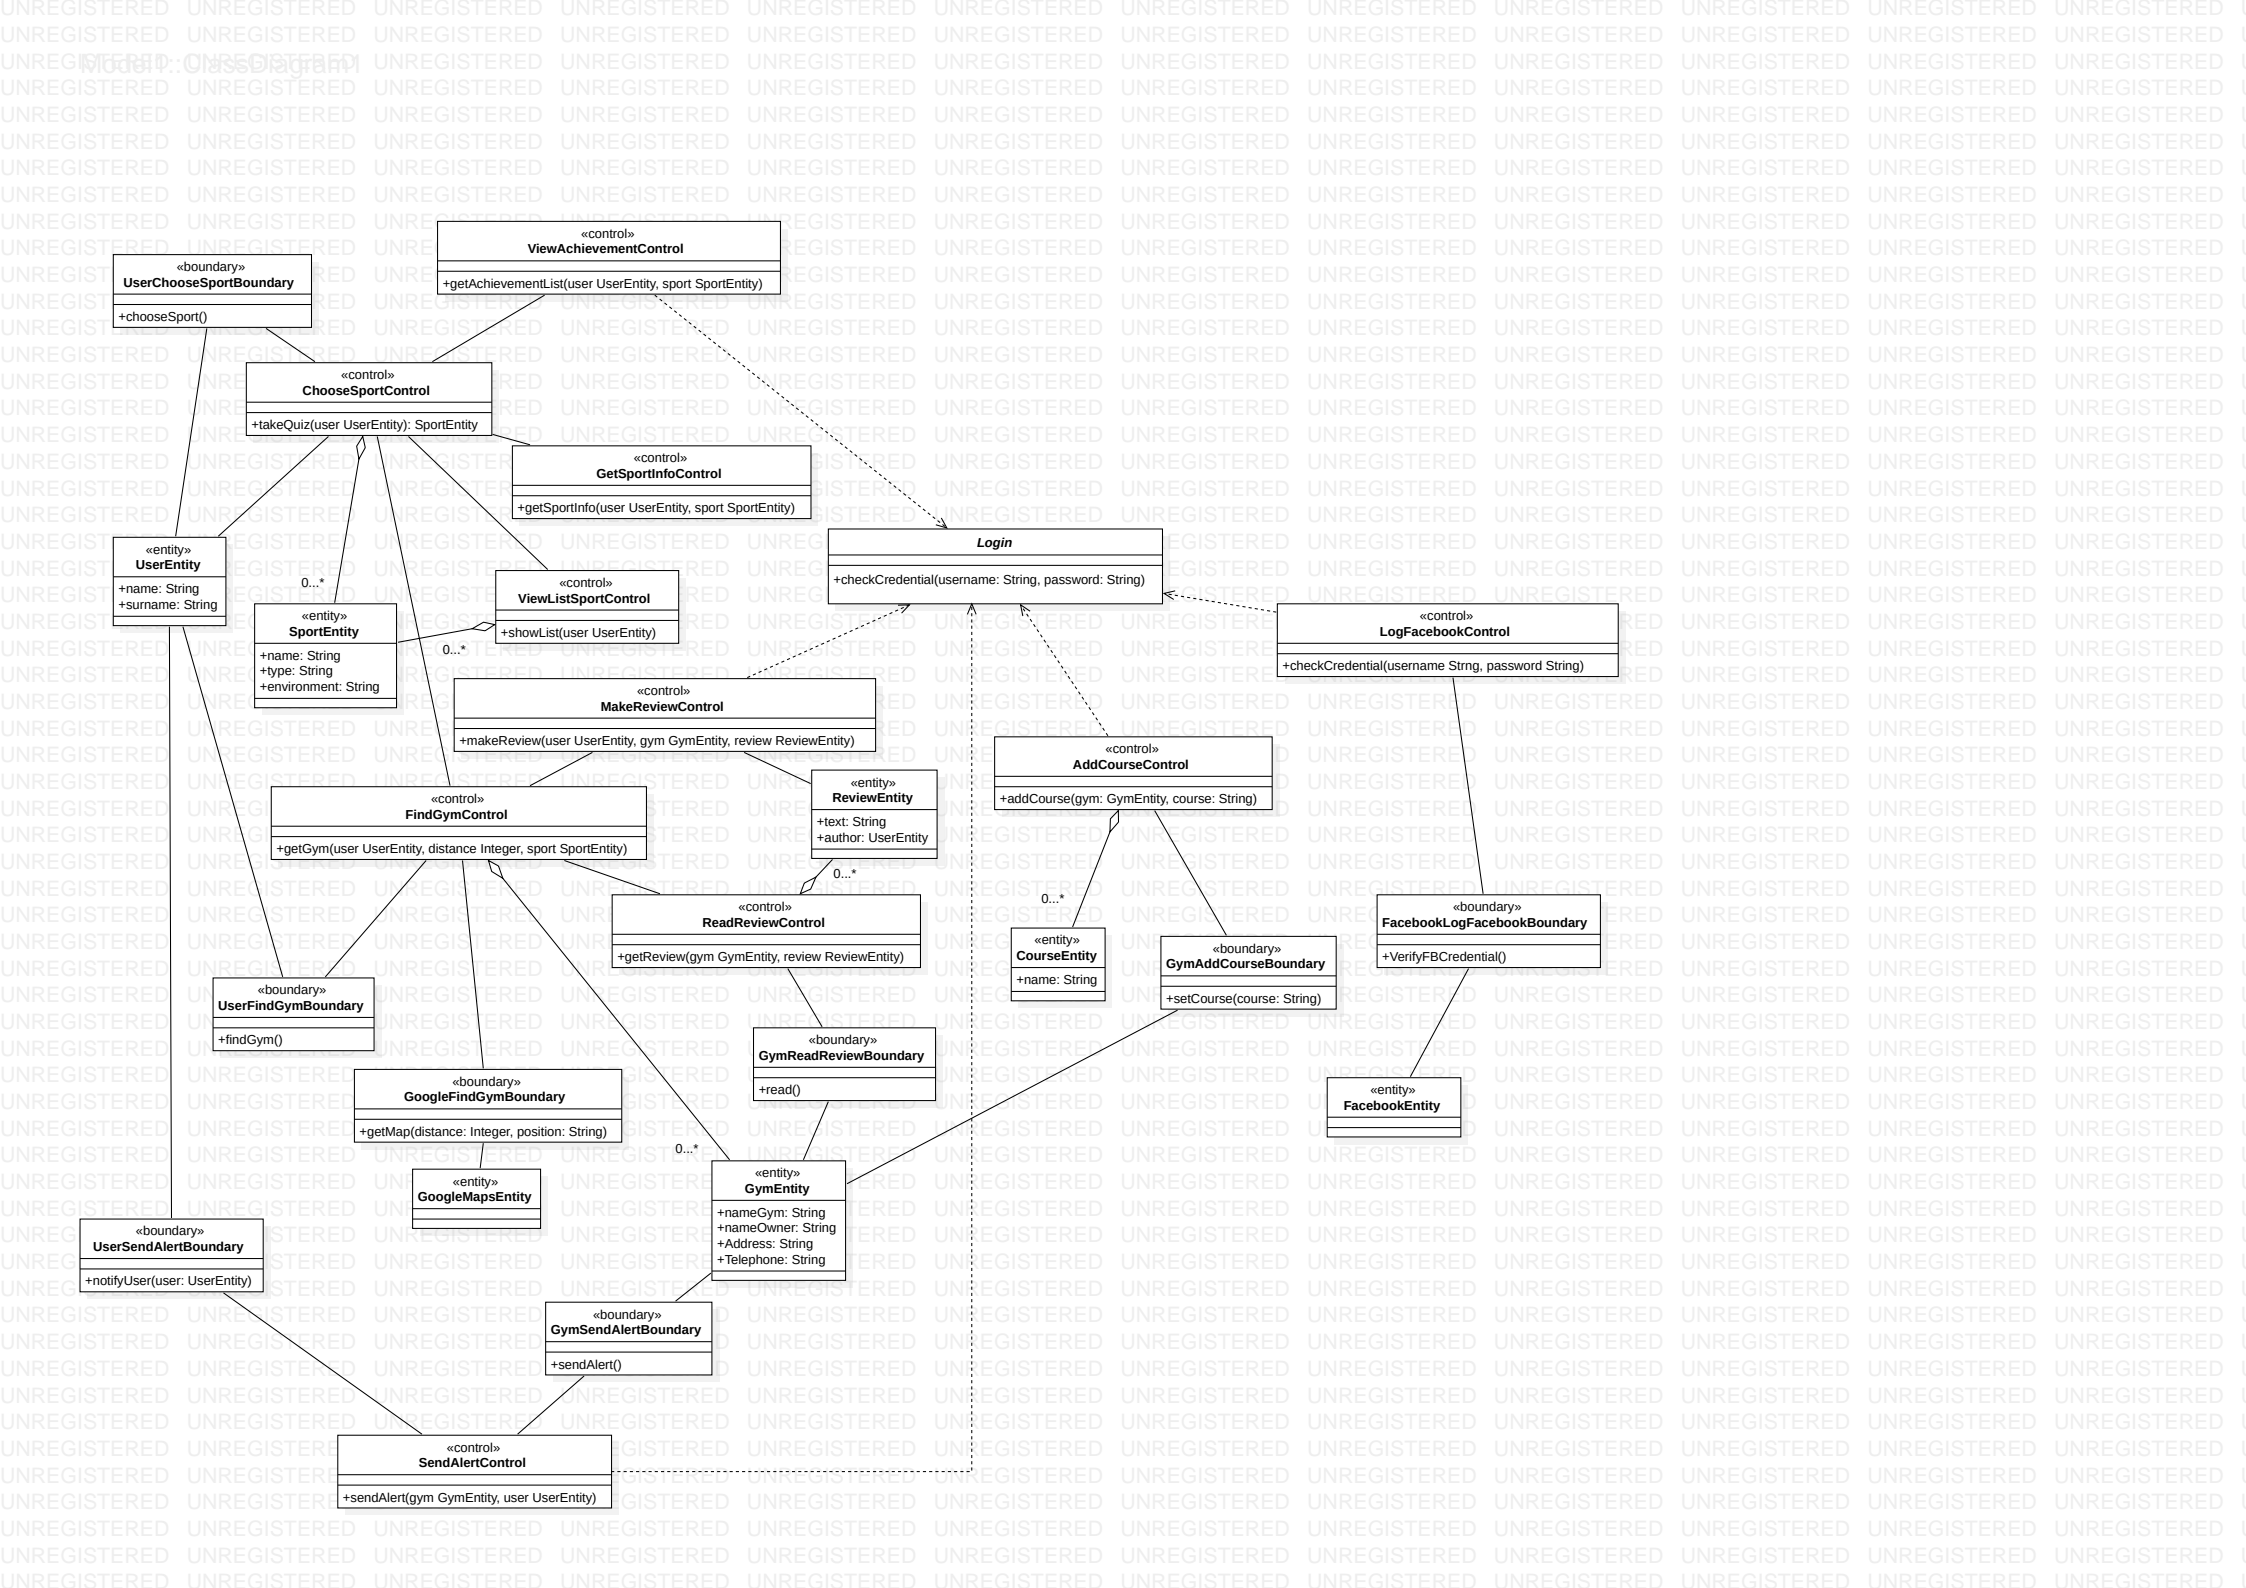 Model1::ClassDiagram1
UNREGISTERED
«control»
ViewAchievementControl
+getAchievementList(user UserEntity, sport SportEntity)
«boundary»
UserChooseSportBoundary
+chooseSport()
«control»
ChooseSportControl
+takeQuiz(user UserEntity): SportEntity
«control»
GetSportInfoControl
+getSportInfo(user UserEntity, sport SportEntity)
Login
+checkCredential(username: String, password: String)
«entity»
UserEntity
+name: String
+surname: String
0...*
«control»
ViewListSportControl
+showList(user UserEntity)
«entity»
SportEntity
+name: String
+type: String
+environment: String
0...*
«control»
LogFacebookControl
+checkCredential(username Strng, password String)
«control»
MakeReviewControl
+makeReview(user UserEntity, gym GymEntity, review ReviewEntity)
«control»
AddCourseControl
+addCourse(gym: GymEntity, course: String)
«entity»
ReviewEntity
+text: String
+author: UserEntity
«control»
FindGymControl
+getGym(user UserEntity, distance Integer, sport SportEntity)
0...*
0...*
«control»
ReadReviewControl
+getReview(gym GymEntity, review ReviewEntity)
«boundary»
FacebookLogFacebookBoundary
+VerifyFBCredential()
«entity»
CourseEntity
+name: String
«boundary»
GymAddCourseBoundary
+setCourse(course: String)
«boundary»
UserFindGymBoundary
+findGym()
«boundary»
GymReadReviewBoundary
+read()
«boundary»
GoogleFindGymBoundary
+getMap(distance: Integer, position: String)
«entity»
FacebookEntity
0...*
«entity»
GoogleMapsEntity
«entity»
GymEntity
+nameGym: String
+nameOwner: String
+Address: String
+Telephone: String
«boundary»
UserSendAlertBoundary
+notifyUser(user: UserEntity)
«boundary»
GymSendAlertBoundary
+sendAlert()
«control»
SendAlertControl
+sendAlert(gym GymEntity, user UserEntity)